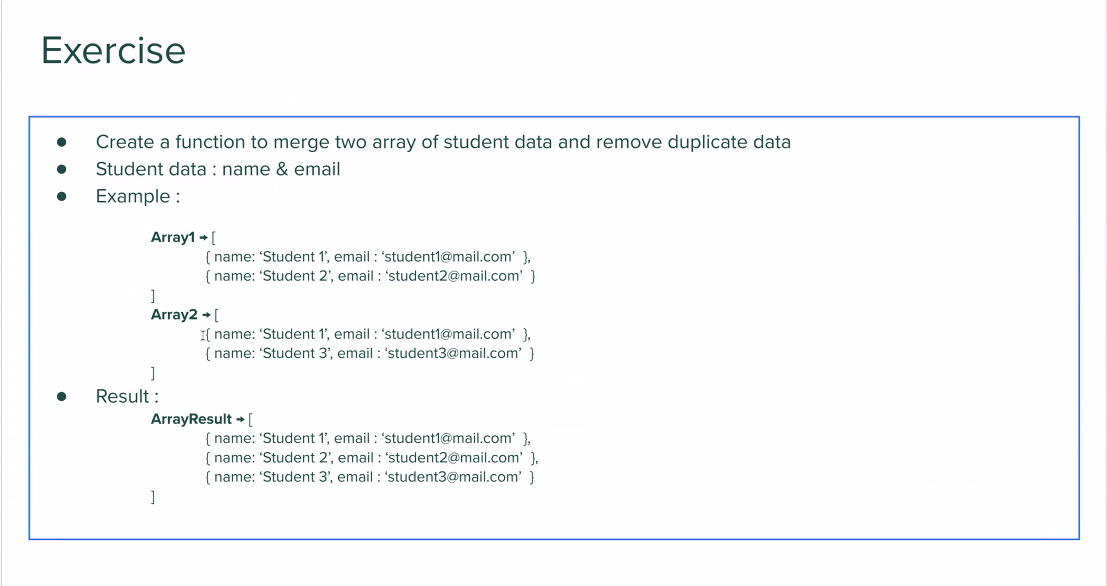 Exercise
● Create a function to merge two array of student data and remove duplicate data
● Student data : name & email
● Example :
Array1 → [
{ name: ‘Student 1’, email : ‘student1@mail.com’ },
{ name: ‘Student 2’, email : ‘student2@mail.com’ }
]
Array2 → [
{ name: ‘Student 1’, email : ‘student1@mail.com’ },
{ name: ‘Student 3’, email : ‘student3@mail.com’ }
]
● Result :
ArrayResult → [
{ name: ‘Student 1’, email : ‘student1@mail.com’ },
{ name: ‘Student 2’, email : ‘student2@mail.com’ },
{ name: ‘Student 3’, email : ‘student3@mail.com’ }
]